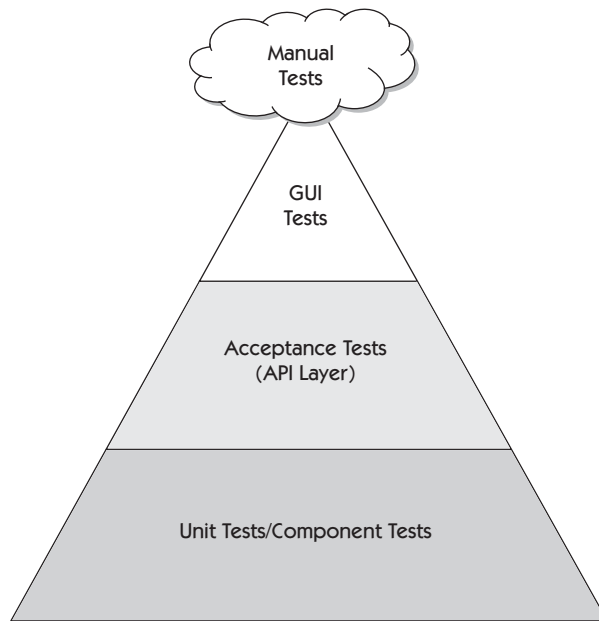 Manual
Tests
GUI
Tests
Acceptance Tests
(API Layer)
Unit Tests/Component Tests